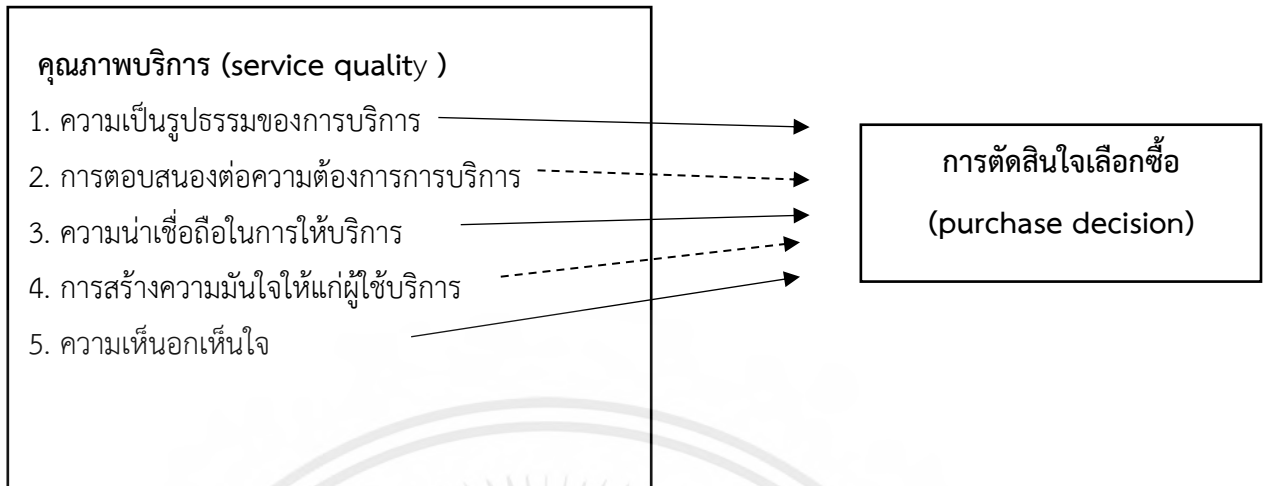 คุณภาพบริการ (service quality )
1. ความเป็นรูปธรรมของการบริการ
2. การตอบสนองต่อความต้องการการบริการ
3. ความน่าเชื่อถือในการให้บริการ
4. การสร้างความมันใจให้แก่ผู้ใช้บริการ
5. ความเห็นอกเห็นใจ
การตัดสินใจเลือกซื้อ
(purchase decision)